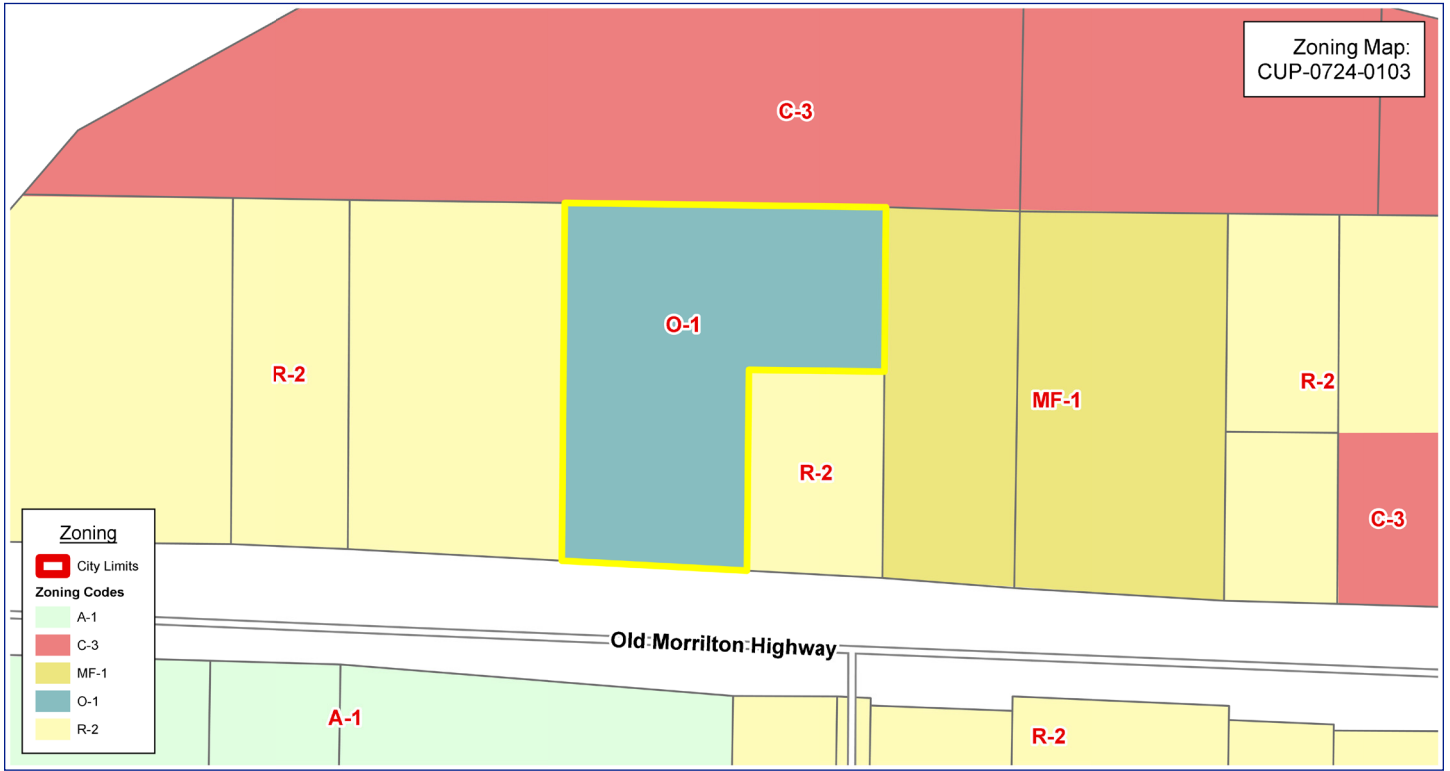 Zoning Map:
CUP-0724-0103
C-3
O-1
R-2
MF-1
R-2
R-2
C-3
Zoning
City Limits
Zoning Codes
A-1
C-3
MF-1
O-1
R-2
Old Morrilton Highway
A-1
R-2